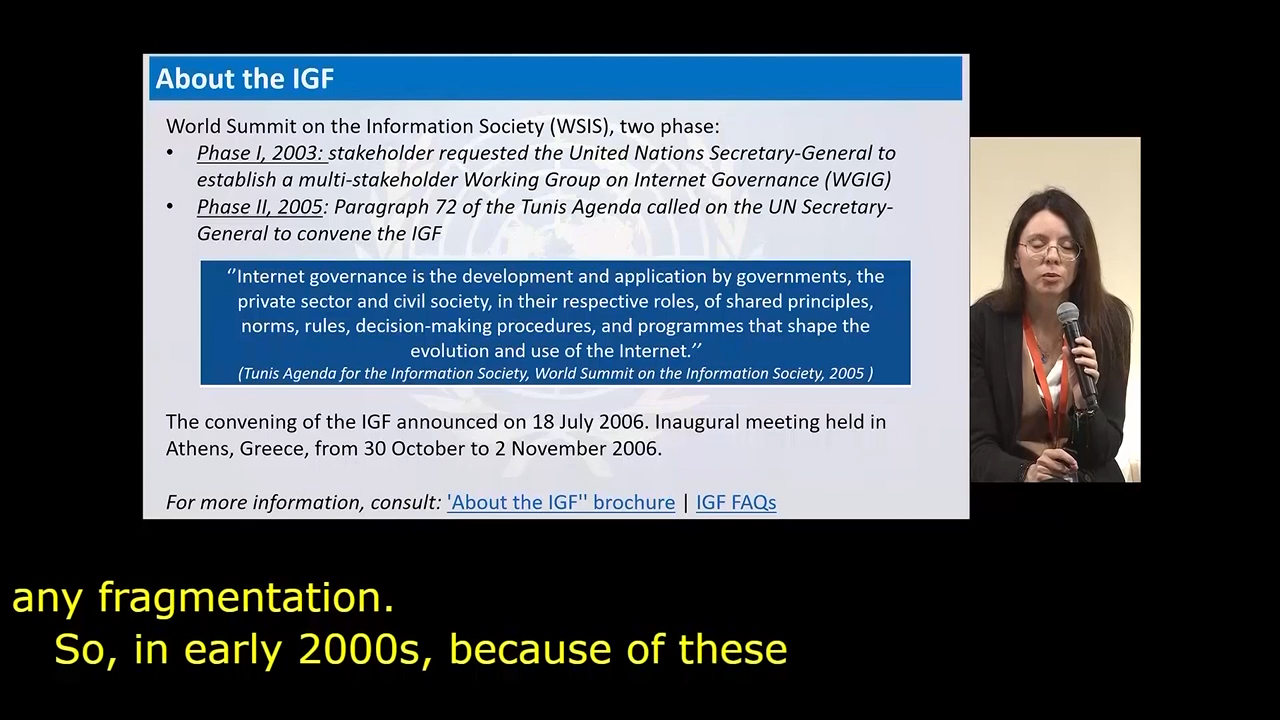 About the IGF
World Summit on the Information Society (WSIS), two phase:
• Phase I, 2003: stakeholder requested the United Nations Secretary-General to
establish a multi-stakeholder Working Group on Internet Governance (WGIG)
• Phase II, 2005: Paragraph 72 of the Tunis Agenda called on the UN Secretary-
General to convene the IGF
‘’Internet governance is the development and application by governments, the
private sector and civil society, in their respective roles, of shared principles,
norms, rules, decision-making procedures, and programmes that shape the
evolution and use of the Internet.’’
(Tunis Agenda for the Information Society, World Summit on the Information Society, 2005 )
The convening of the IGF announced on 18 July 2006. Inaugural meeting held in
Athens, Greece, from 30 October to 2 November 2006.
For more information, consult: 'About the IGF'' brochure | IGF FAQs
any fragmentation.
So, in early 2000s, because of these